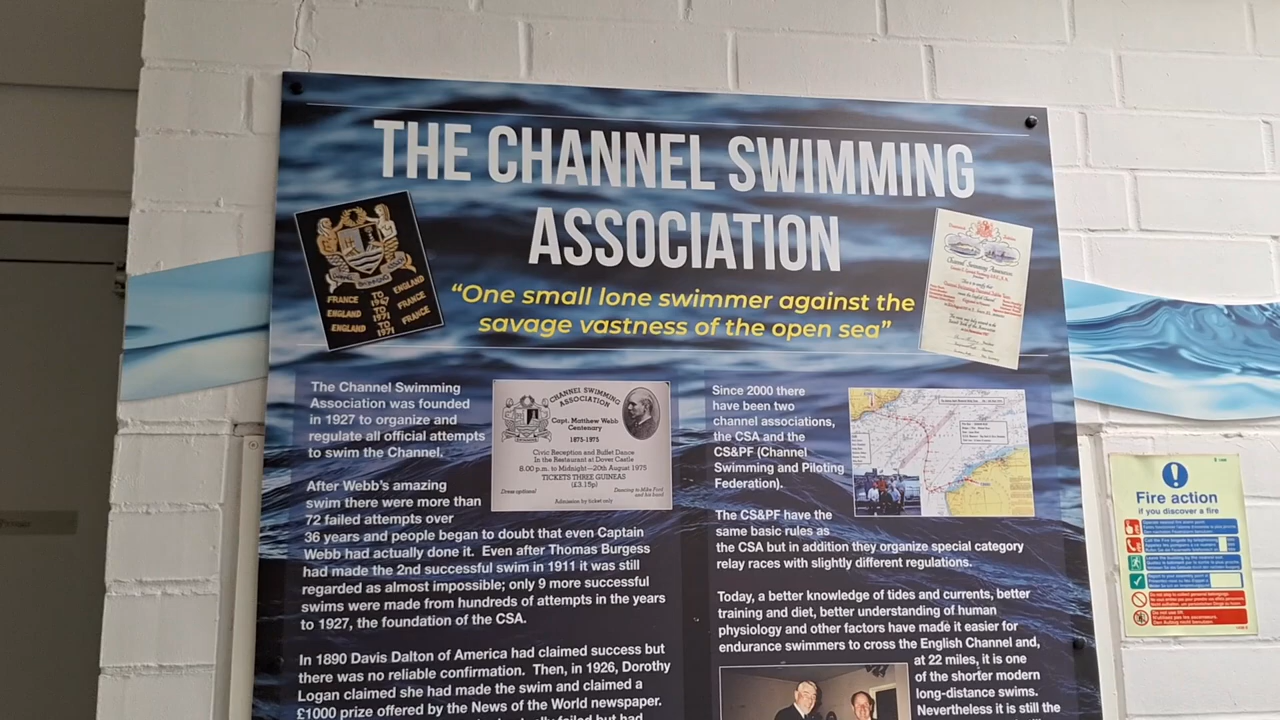 THE CHANNEL SWIMMING
ASSOCIATION
"One small lone swimmer against the
savage vastness of the open sea"
FRANCE TO ENGLAND
1947
ENGLAND TO FRANCE
1971
ENGLAND TO FRANCE
1971
Channel Swimming Association
The Channel Swimming
Association was founded
in 1927 to organize and
regulate all official attempts
to swim the Channel.
After Webb's amazing
swim there were more than
72 failed attempts over
36 years and people began to doubt that even Captain
Webb had actually done it. Even after Thomas Burgess
had made the 2nd successful swim in 1911 it was still
regarded as almost impossible; only 9 more successful
swims were made from hundreds of attempts in the years
to 1927, the foundation of the CSA.
In 1890 Davis Dalton of America had claimed success but
there was no reliable confirmation. Then, in 1926, Dorothy
Logan claimed she had made the swim and claimed a
£1000 prize offered by the News of the World newspaper.
CHANNEL SWIMMING
ASSOCIATION
Capt. Matthew Webb
Centenary
1875-1975
Civic Reception and Buffet Dance
In the Restaurant at Dover Castle
8.00 p.m. to Midnight—20th August 1975
TICKETS THREE GUINEAS
(£3.15p)
Dress optional
Dancing to Mike Ford
and his band
Admission by ticket only
Since 2000 there
have been two
channel associations,
the CSA and the
CS&PF (Channel
Swimming and Piloting
Federation).
The CS&PF have the
same basic rules as
the CSA but in addition they organize special category
relay races with slightly different regulations.
Today, a better knowledge of tides and currents, better
training and diet, better understanding of human
physiology and other factors have made it easier for
endurance swimmers to cross the English Channel and,
at 22 miles, it is one
of the shorter modern
long-distance swims.
Nevertheless it is still the
Fire action
if you discover a fire
Private